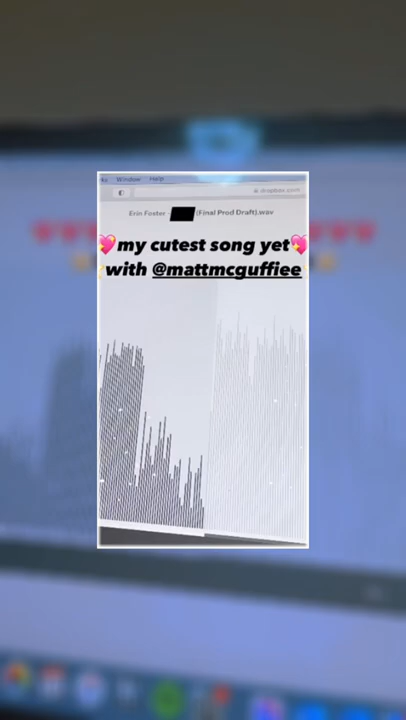 Window Help
dropbox.com
Erin Foster (Final Prod Draft).wav
my cutest song yet
with @mattmcguffiee